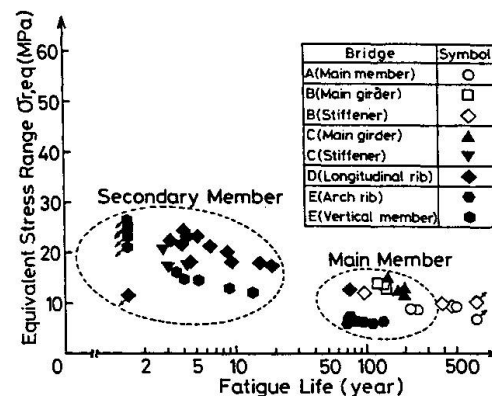 Equivalent Stress Range σr,eq(MPa)
60
50
40
30
20
10
0
Bridge Symbol
A(Main member)
B(Main girder)
B(Stiffener)
C(Main girder)
C(Stiffener)
D(Longitudinal rib)
E(Arch rib)
E(Vertical member)
Secondary Member
Main Member
0 2 5 10 50 100 500
Fatigue Life (year)